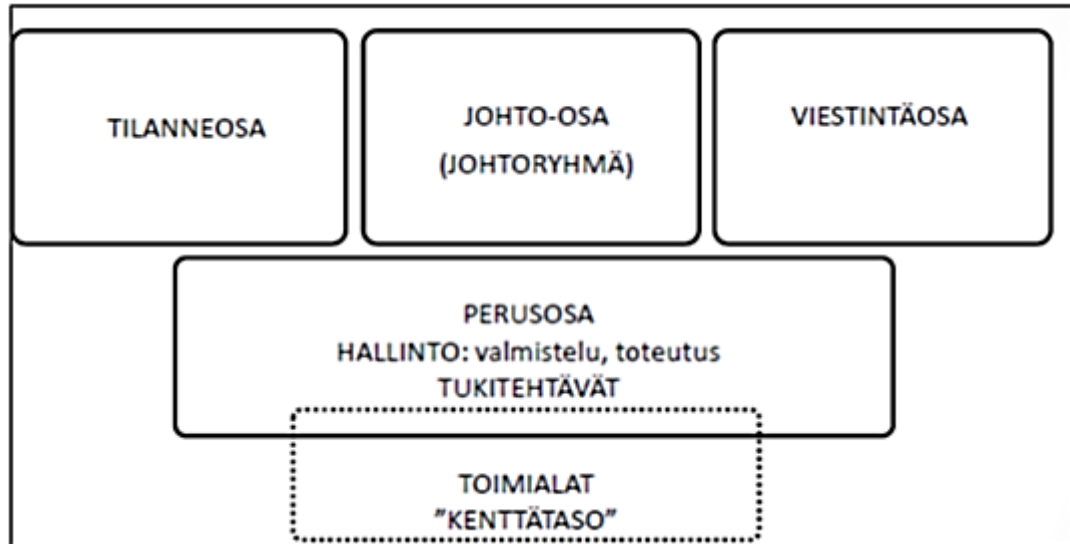 TILANNEOSA
JOHTO-OSA
(JOHTORYHMÄ)
VIESTINTÄOSA
PERUSOSA
HALLINTO: valmistelu, toteutus
TUKITEHTÄVÄT
TOIMIALAT
”KENTTÄTASO”